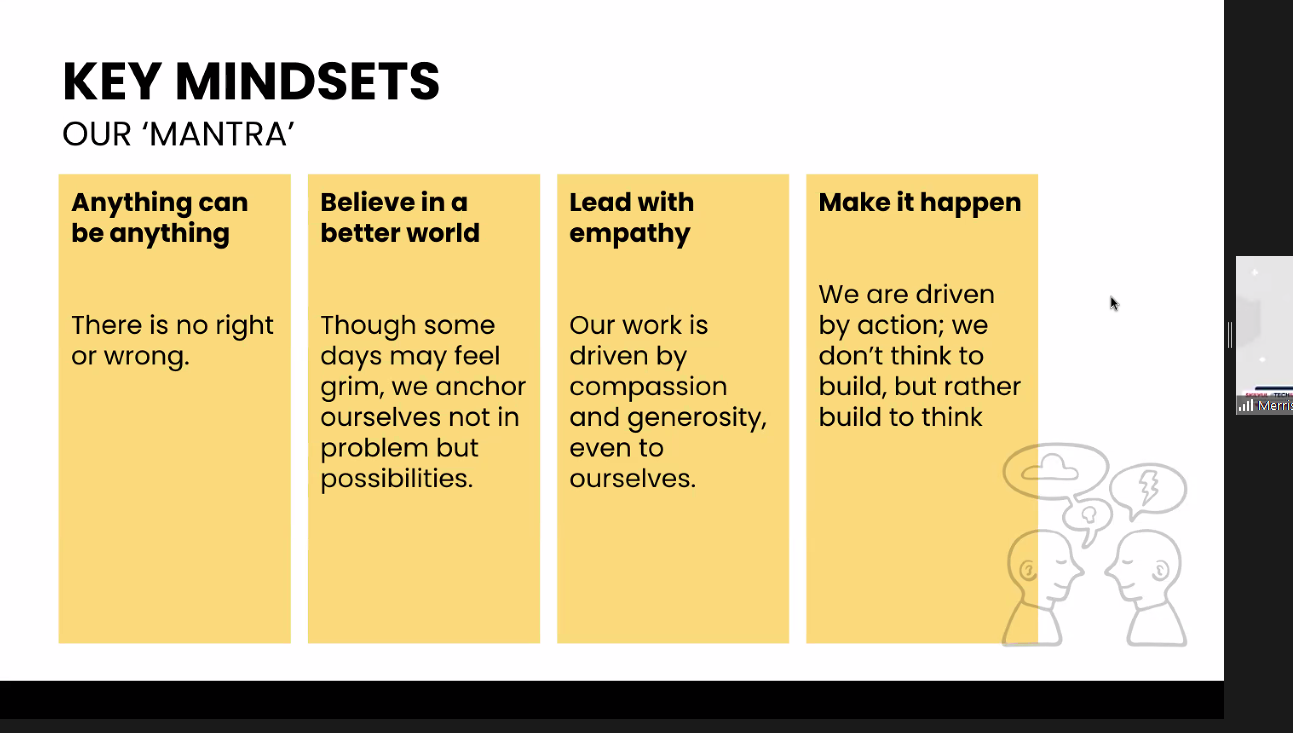 KEY MINDSETS
OUR ‘MANTRA’
Anything can
be anything
There is no right
or wrong.
Believe in a
better world
Though some
days may feel
grim, we anchor
ourselves not in
problem but
possibilities.
Lead with
empathy
Our work is
driven by
compassion
and generosity,
even to
ourselves.
Make it happen
We are driven
by action; we
don’t think to
build, but rather
build to think
Merris